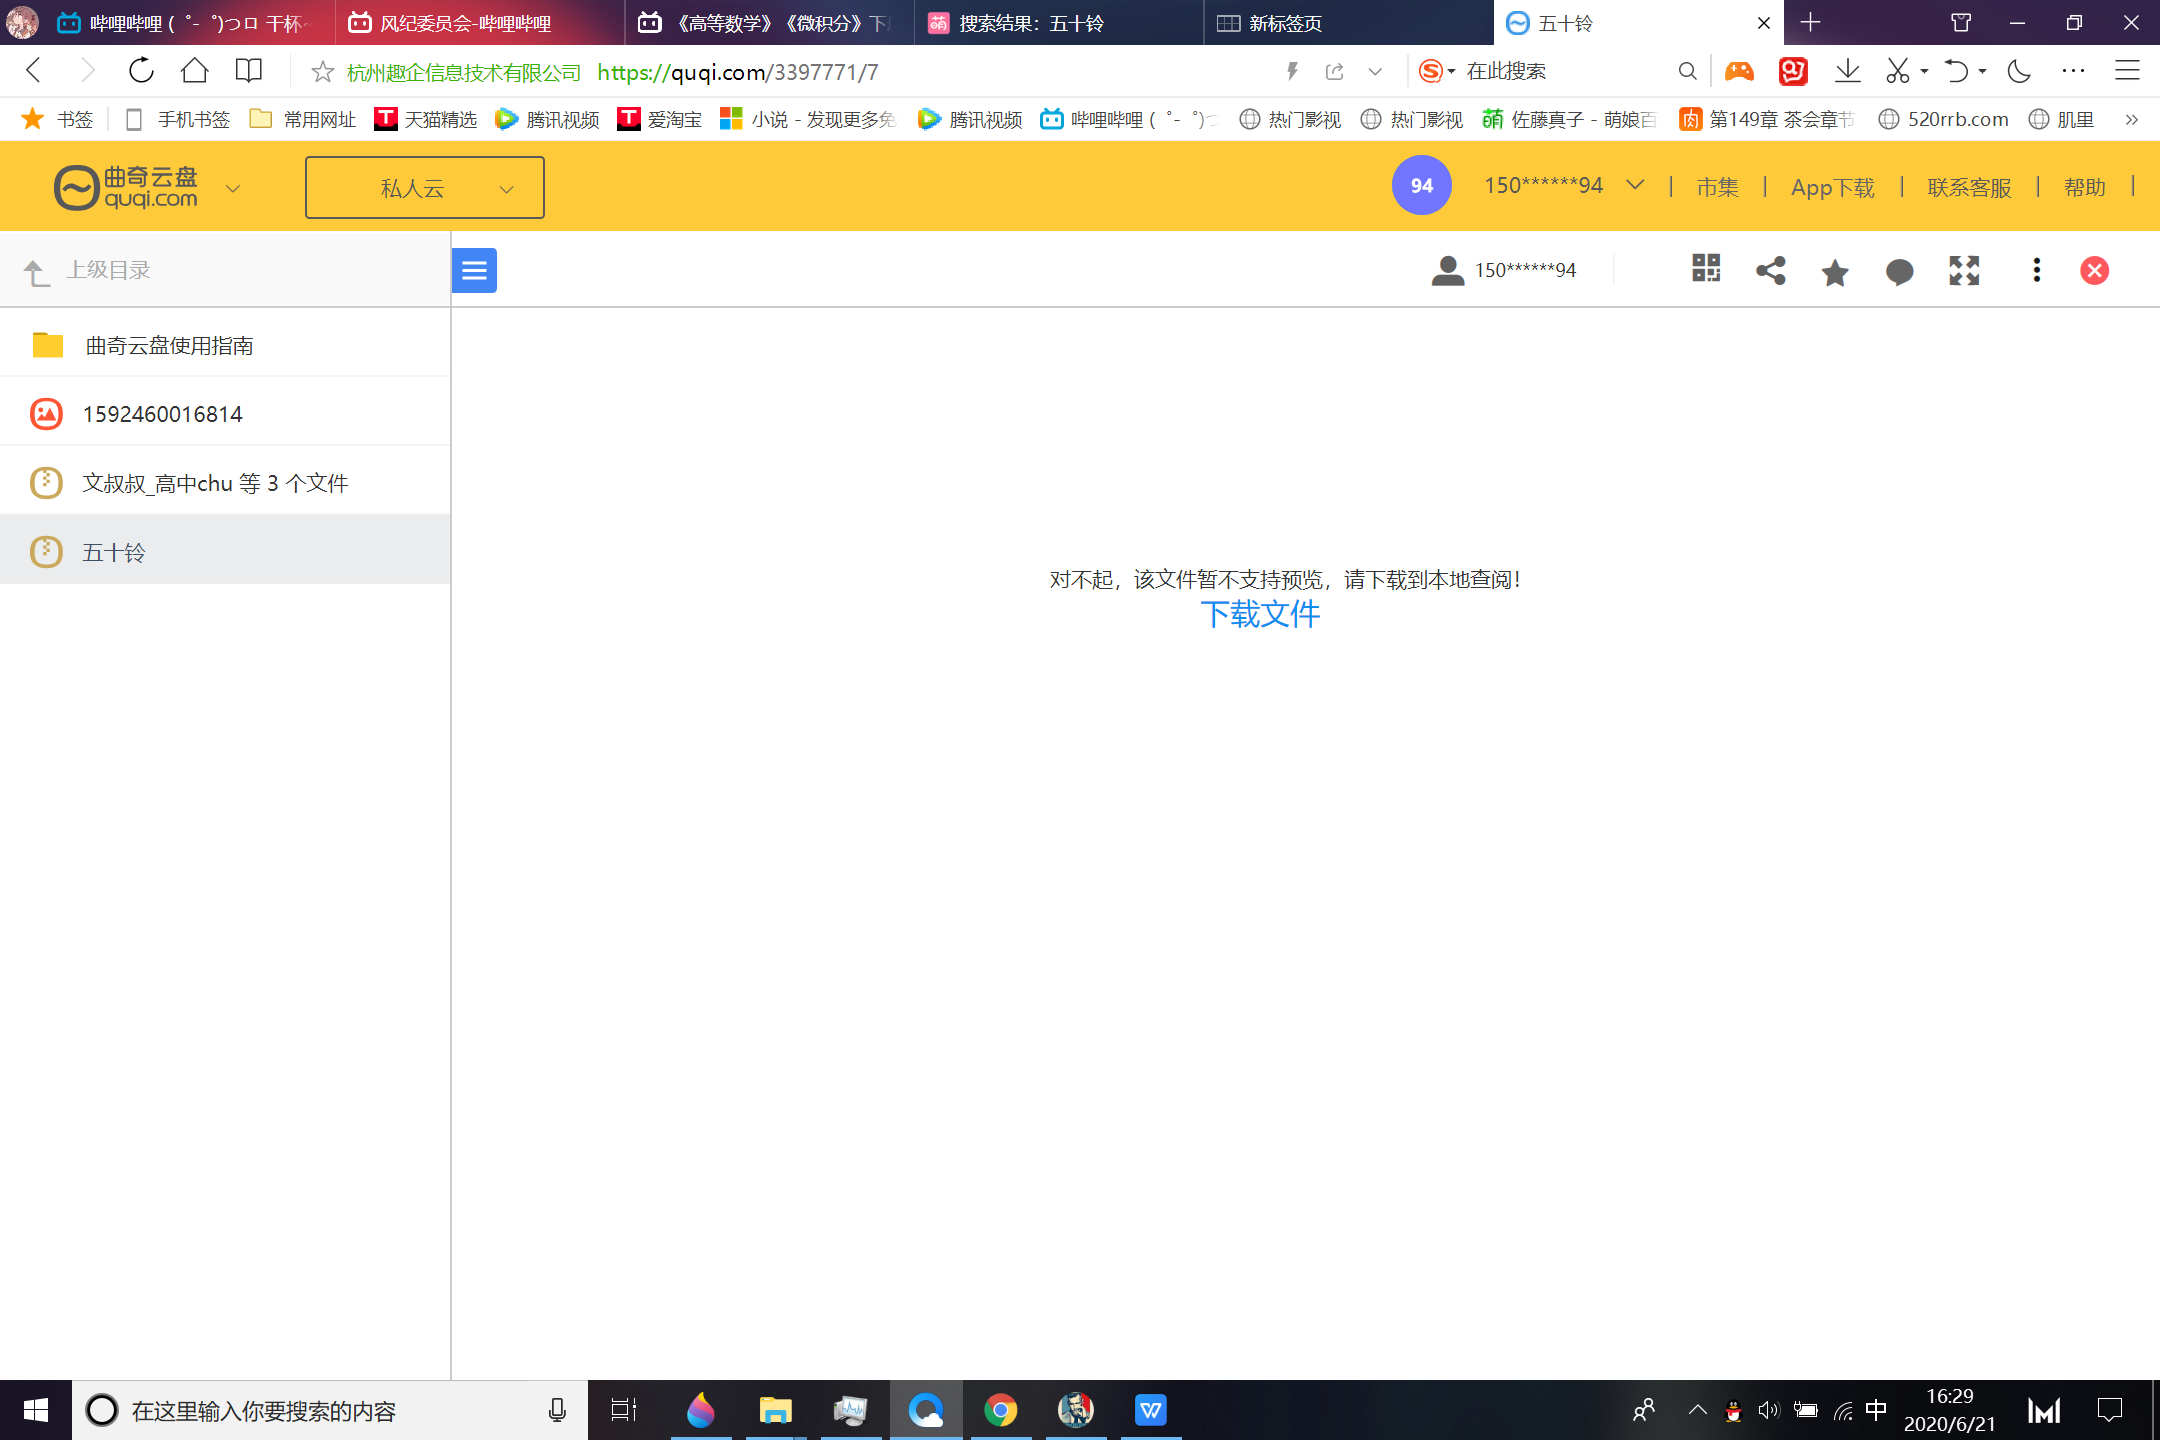 哔哩哔哩 ( ゜- ゜)つロ 干杯~
风纪委员会-哔哩哔哩
《高等数学》《微积分》下
搜索结果：五十铃
新标签页
五十铃
杭州趣企信息技术有限公司 https://quqi.com/3397771/7
在此搜索
书签
手机书签
常用网址
天猫精选
腾讯视频
爱淘宝
小说 - 发现更多免
腾讯视频
哔哩哔哩 ( ゜- ゜)つ
热门影视
热门影视
萌 佐藤真子 - 萌娘百
肉 第149章 茶会章节
520rrb.com
肌里
曲奇云盘
quqi.com
私人云
94
150******94
市集
App下载
联系客服
帮助
上级目录
150******94
曲奇云盘使用指南
1592460016814
文叔叔_高中chu 等 3 个文件
五十铃
对不起，该文件暂不支持预览，请下载到本地查阅！
下载文件
在这里输入你要搜索的内容
中
16:29
2020/6/21